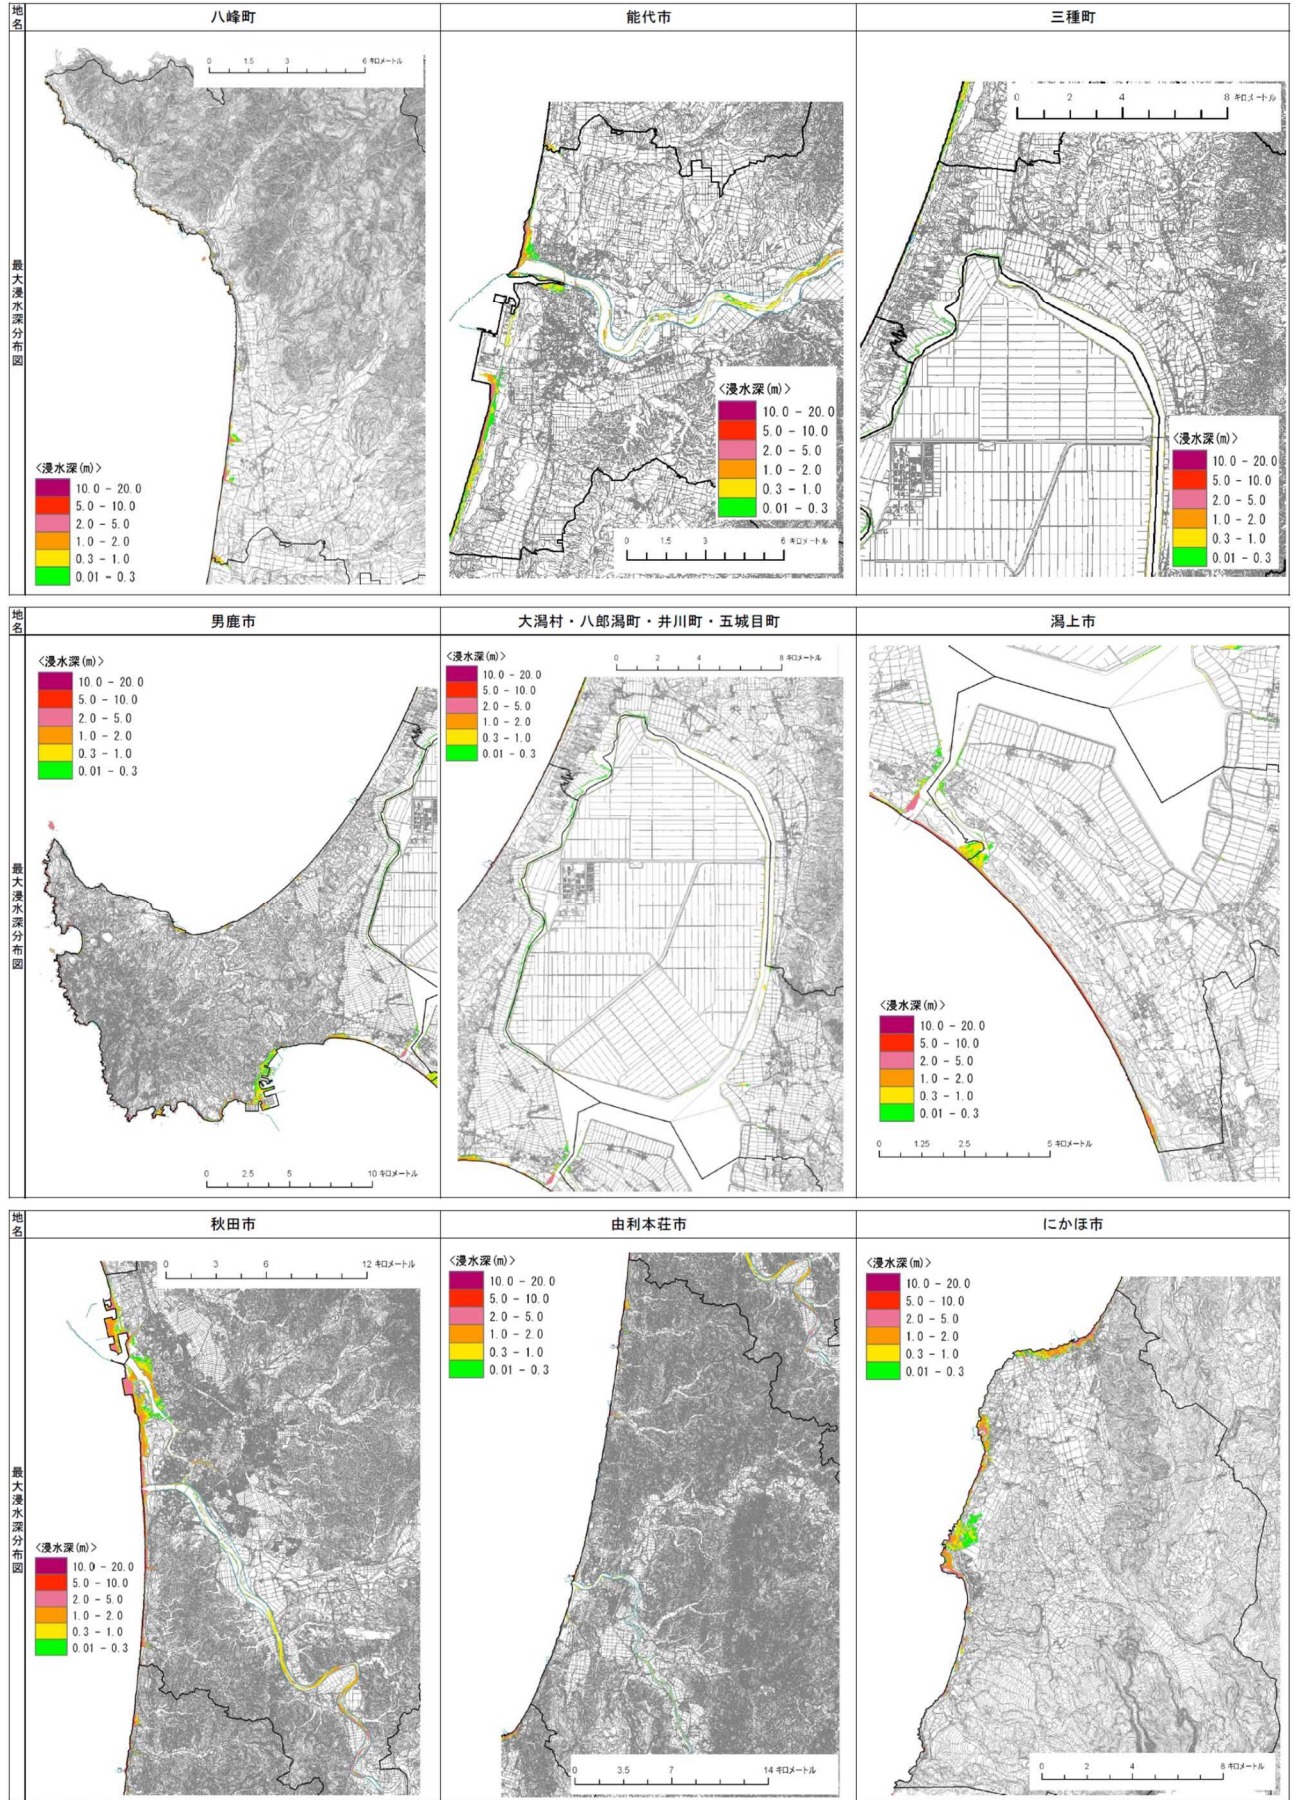 地名
八峰町
能代市
三種町
最大浸水深分布図
0 1.5 3 6 キロメートル
<浸水深(m)>
10.0 - 20.0
5.0 - 10.0
2.0 - 5.0
1.0 - 2.0
0.3 - 1.0
0.01 - 0.3
<浸水深(m)>
10.0 - 20.0
5.0 - 10.0
2.0 - 5.0
1.0 - 2.0
0.3 - 1.0
0.01 - 0.3
0 1.5 3 6 キロメートル
0 2 4 8 キロメートル
<浸水深(m)>
10.0 - 20.0
5.0 - 10.0
2.0 - 5.0
1.0 - 2.0
0.3 - 1.0
0.01 - 0.3
地名
男鹿市
大潟村・八郎潟町・井川町・五城目町
潟上市
最大浸水深分布図
<浸水深(m)>
10.0 - 20.0
5.0 - 10.0
2.0 - 5.0
1.0 - 2.0
0.3 - 1.0
0.01 - 0.3
0 2.5 5 10 キロメートル
<浸水深(m)>
10.0 - 20.0
5.0 - 10.0
2.0 - 5.0
1.0 - 2.0
0.3 - 1.0
0.01 - 0.3
0 2 4 8 キロメートル
<浸水深(m)>
10.0 - 20.0
5.0 - 10.0
2.0 - 5.0
1.0 - 2.0
0.3 - 1.0
0.01 - 0.3
0 1.25 2.5 5 キロメートル
地名
秋田市
由利本荘市
にかほ市
最大浸水深分布図
0 3 6 12 キロメートル
<浸水深(m)>
10.0 - 20.0
5.0 - 10.0
2.0 - 5.0
1.0 - 2.0
0.3 - 1.0
0.01 - 0.3
<浸水深(m)>
10.0 - 20.0
5.0 - 10.0
2.0 - 5.0
1.0 - 2.0
0.3 - 1.0
0.01 - 0.3
0 3.5 7 14 キロメートル
<浸水深(m)>
10.0 - 20.0
5.0 - 10.0
2.0 - 5.0
1.0 - 2.0
0.3 - 1.0
0.01 - 0.3
0 2 4 8 キロメートル